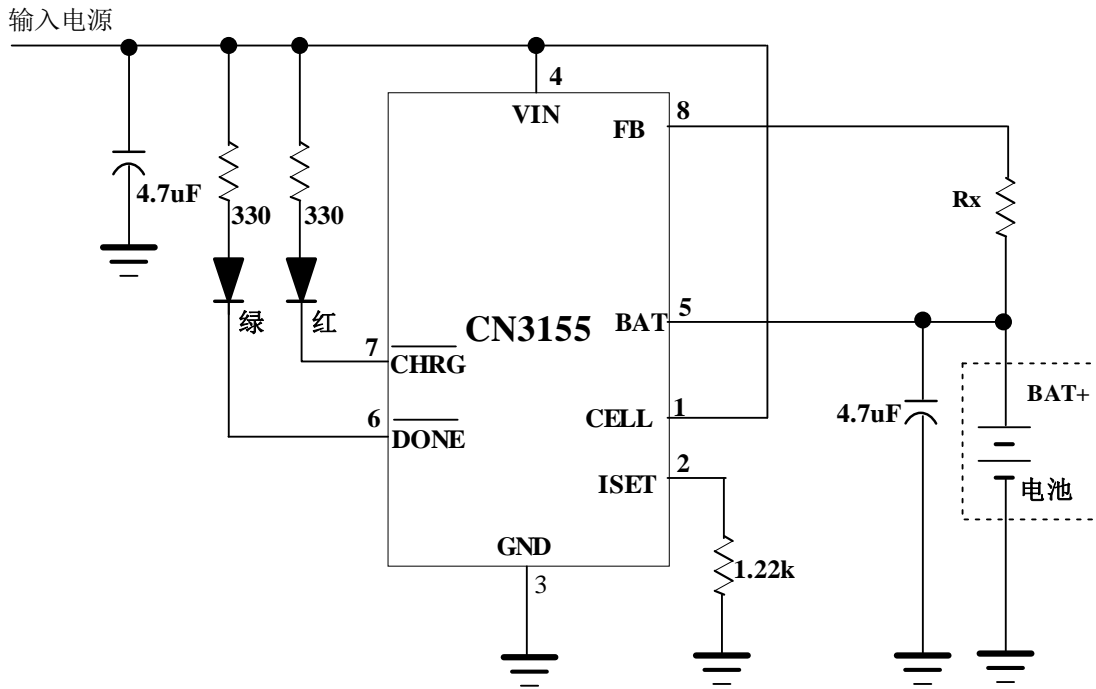 输入电源
4
VIN
8
FB
Rx
4.7uF
330
330
绿
红
CN3155
BAT
5
7
CHRG
BAT+
CELL
1
4.7uF
6
DONE
2
ISET
电池
GND
3
1.22k